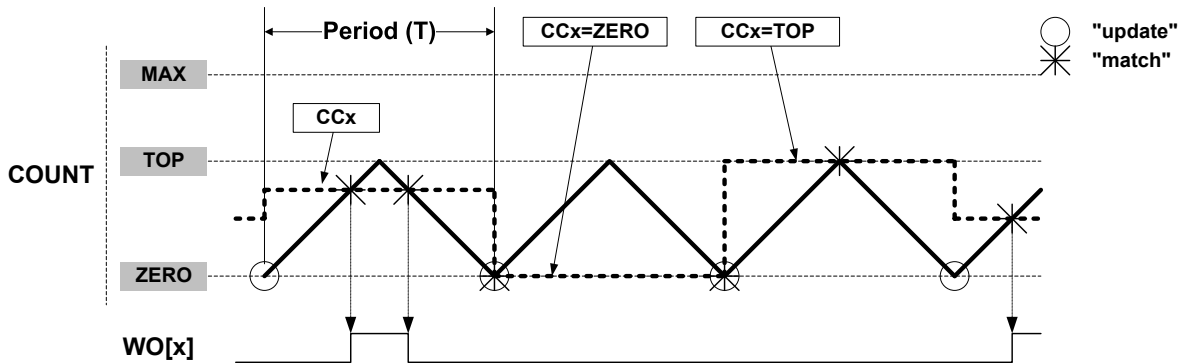 Period (T)
CCx=ZERO
CCx=TOP
"update"
"match"
MAX
CCx
TOP
COUNT
ZERO
WO[x]